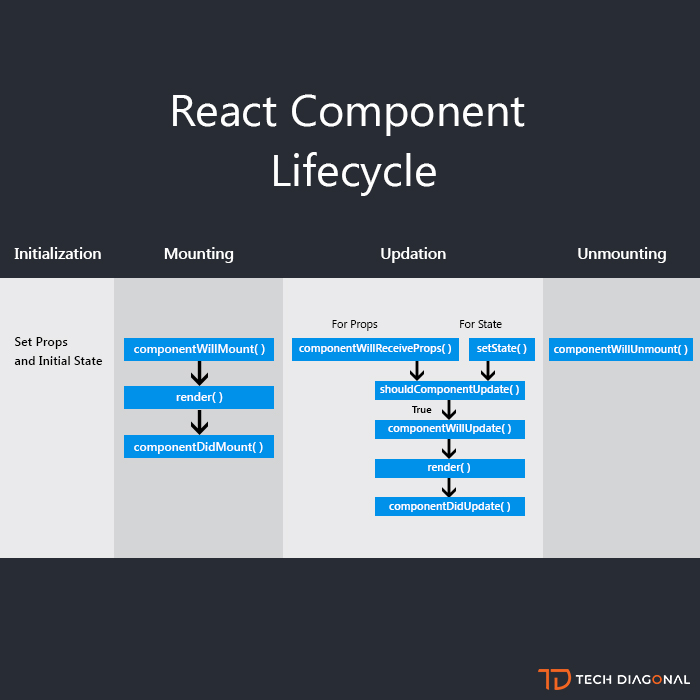 React Component
Lifecycle
Initialization
Mounting
Updation
Unmounting
Set Props
and Initial State
componentWillMount( )
render( )
componentDidMount( )
For Props
For State
componentWillReceiveProps( )
setState( )
shouldComponentUpdate( )
True
componentWillUpdate( )
render( )
componentDidUpdate( )
componentWillUnmount( )
TD TECH DIAGONAL